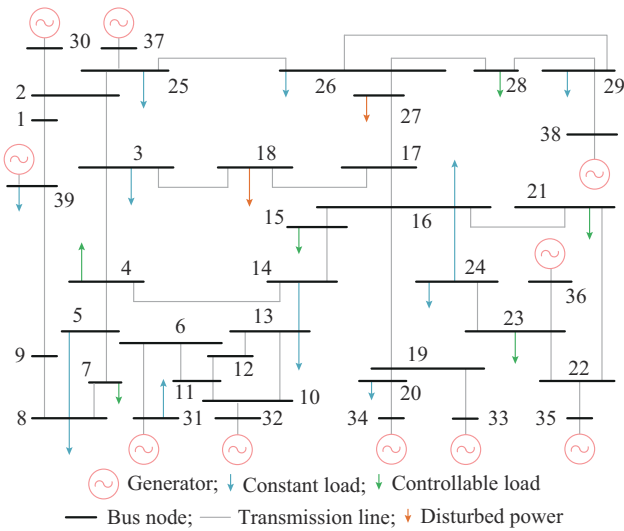 30 37
2 25 26 28 29
1 27 38
3 18 17
39 21
15 16
4 14 24 36
5 6 13 23
9 7 12 19 22
11 10 20
8 31 32 34 33 35
Generator; Constant load; Controllable load
Bus node; Transmission line; Disturbed power